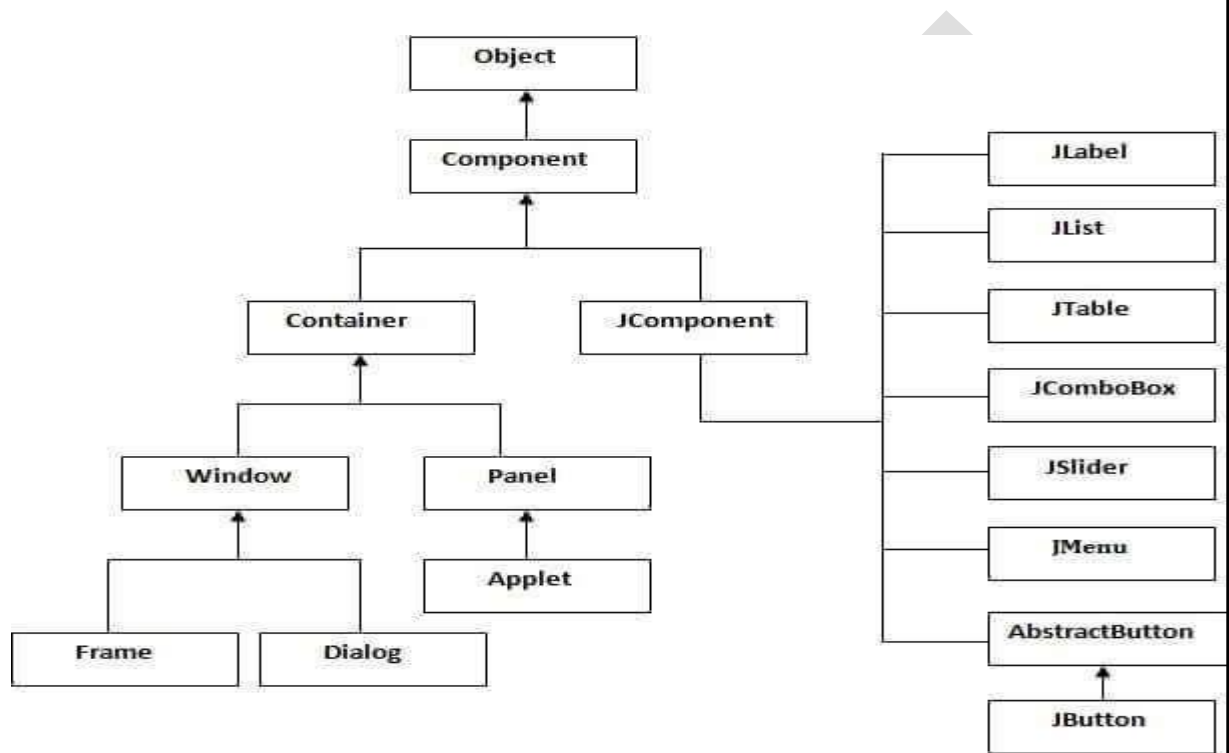 Object
Component
Container
JComponent
Window
Panel
Applet
Frame
Dialog
JLabel
JList
JTable
JComboBox
JSlider
JMenu
AbstractButton
JButton